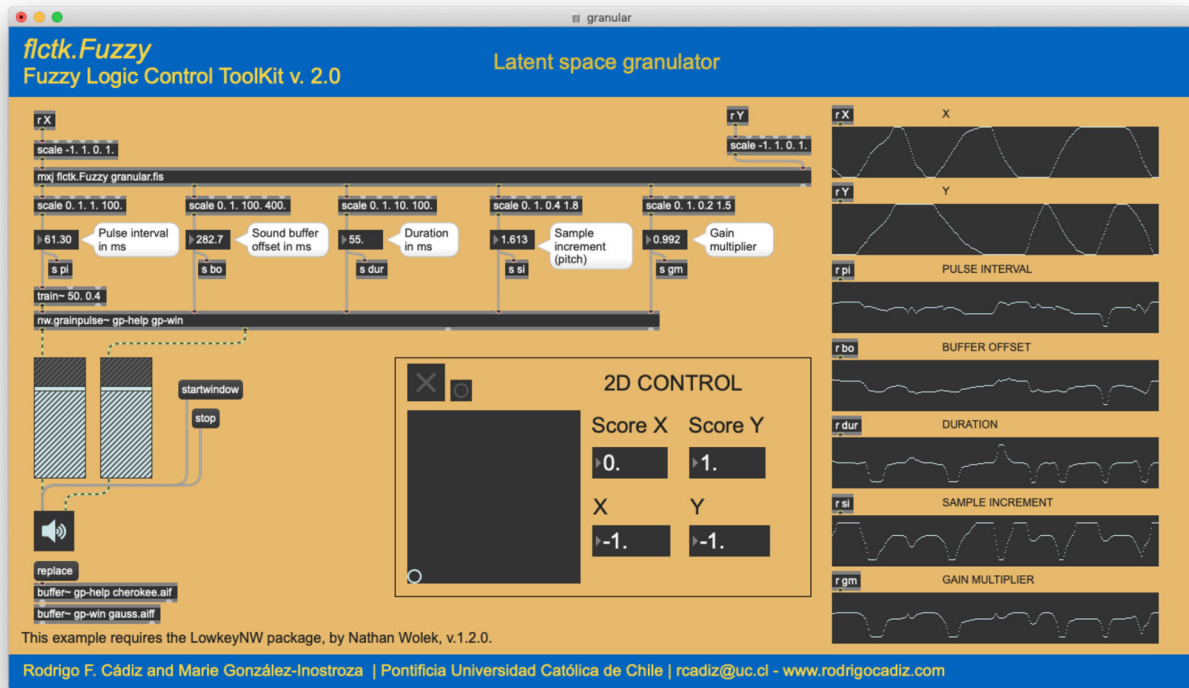 granular
flctk.Fuzzy
Fuzzy Logic Control ToolKit v. 2.0
Latent space granulator
r X
scale -1. 1. 0. 1.
r Y
scale -1. 1. 0. 1.
mxj flctk.Fuzzy granular.fis
scale 0. 1. 1. 100.
scale 0. 1. 100. 400.
scale 0. 1. 10. 100.
scale 0. 1. 0.4 1.8
scale 0. 1. 0.2 1.5
61.30
Pulse interval
in ms
282.7
Sound buffer
offset in ms
55.
Duration
in ms
1.613
Sample
increment
(pitch)
0.992
Gain
multiplier
s pi
s bo
s dur
s si
s gm
train~ 50. 0.4
nw.grainpulse~ gp-help gp-win
startwindow
stop
replace
buffer~ gp-help cherokee.aif
buffer~ gp-win gauss.aiff
2D CONTROL
Score X Score Y
0. 1.
X Y
-1. -1.
r X
X
r Y
Y
r pi
PULSE INTERVAL
r bo
BUFFER OFFSET
r dur
DURATION
r si
SAMPLE INCREMENT
r gm
GAIN MULTIPLIER
This example requires the LowkeyNW package, by Nathan Wolek, v.1.2.0.
Rodrigo F. Cádiz and Marie González-Inostroza | Pontificia Universidad Católica de Chile | rcadiz@uc.cl - www.rodrigocadiz.com